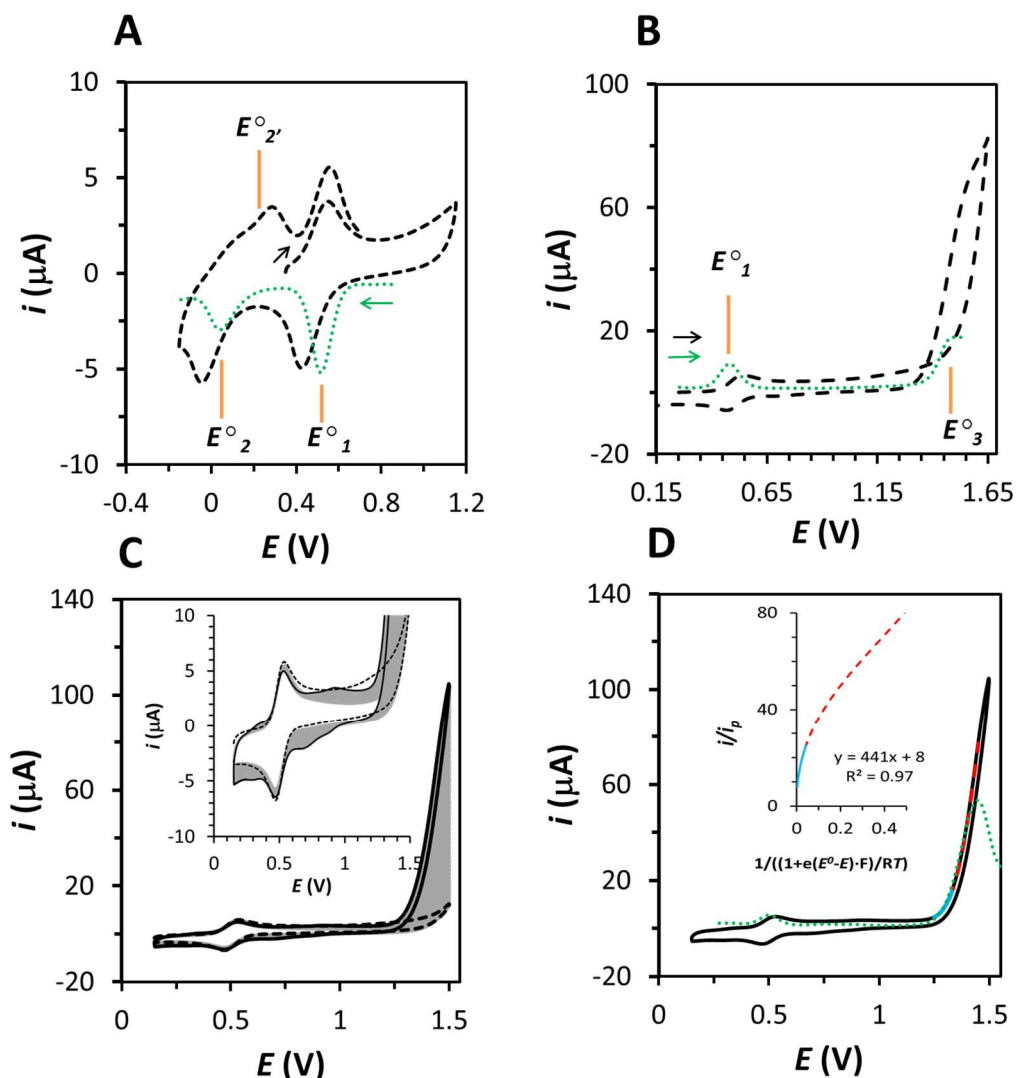 A
10
5
0
-5
-10
i (μA)
E°2'
E°2
E°1
-0.4
0
0.4
0.8
1.2
E (V)
B
100
60
20
-20
i (μA)
E°1
E°3
0.15
0.65
1.15
1.65
E (V)
C
140
100
60
20
-20
i (μA)
10
5
0
-5
-10
i (μA)
0
0.5
1
1.5
E (V)
0
0.5
1
1.5
E (V)
D
140
100
60
20
-20
i (μA)
80
40
0
i/ip
y = 441x + 8
R² = 0.97
0
0.2
0.4
1/((1+e(E⁰-E)·F)/RT)
0
0.5
1
1.5
E (V)